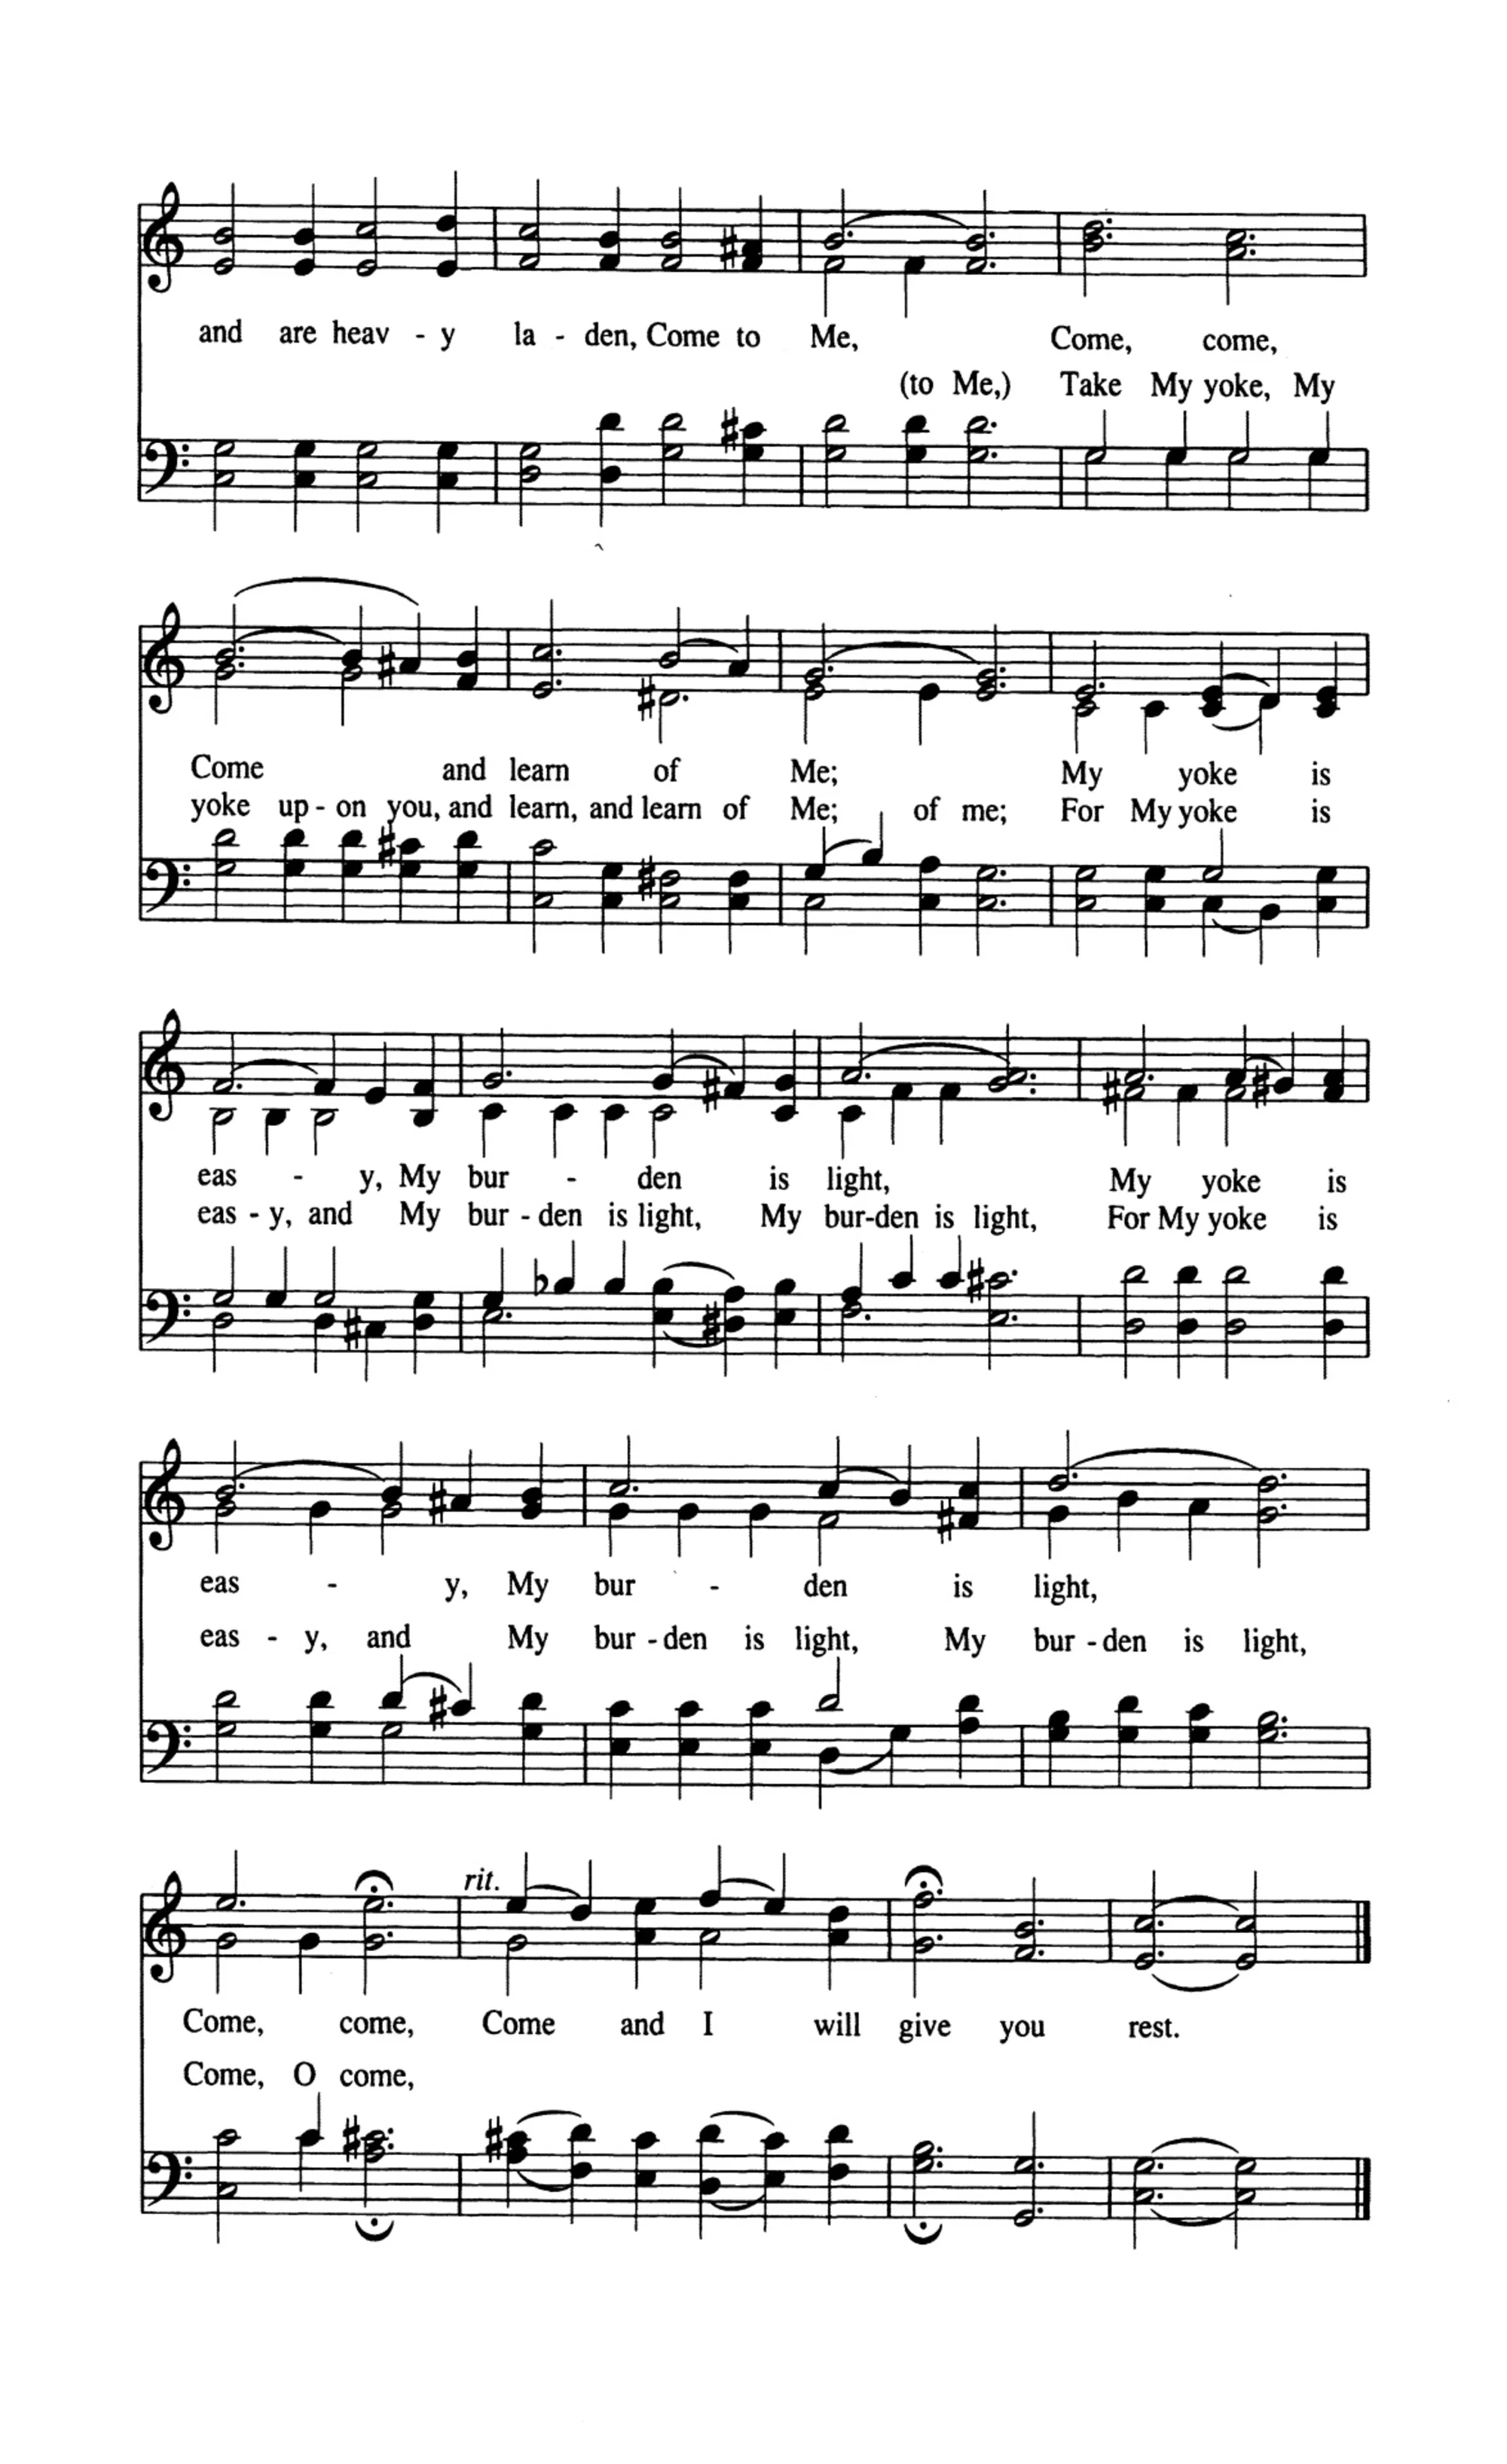 and are heav - y la - den, Come to Me, Come, come,
(to Me,) Take My yoke, My
Come and learn of Me; My yoke is
yoke up - on you, and learn, and learn of Me; of me; For My yoke is
eas - y, My bur - den is light, My yoke is
eas - y, and My bur - den is light, My bur-den is light, For My yoke is
eas - y, My bur - den is light,
eas - y, and My bur - den is light, My bur - den is light,
rit.
Come, come, Come and I will give you rest.
Come, O come,